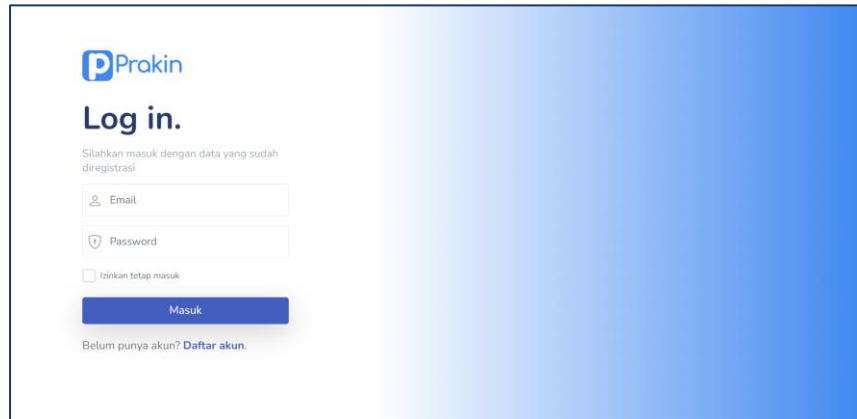 Prakin
Log in.
Silahkan masuk dengan data yang sudah
diregistrasi
Email
Password
Izinkan tetap masuk
Masuk
Belum punya akun? Daftar akun.